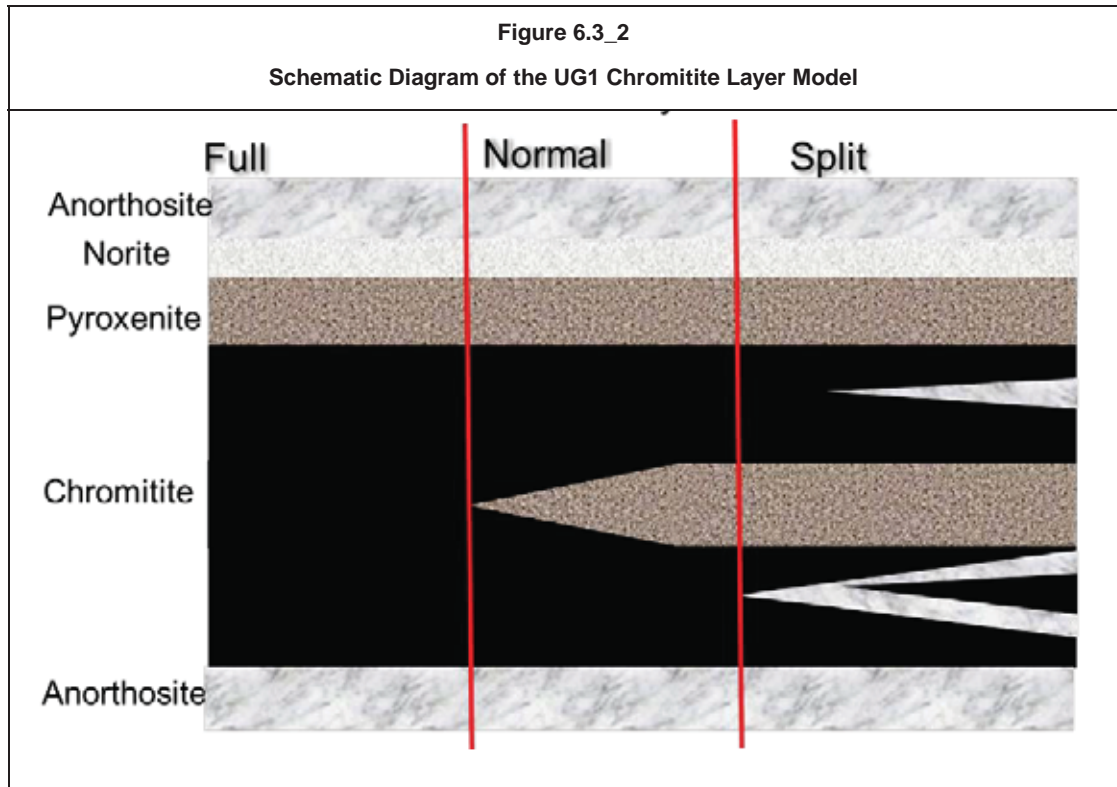 Figure 6.3_2
Schematic Diagram of the UG1 Chromitite Layer Model
Full Normal Split
Anorthosite
Norite
Pyroxenite
Chromitite
Anorthosite